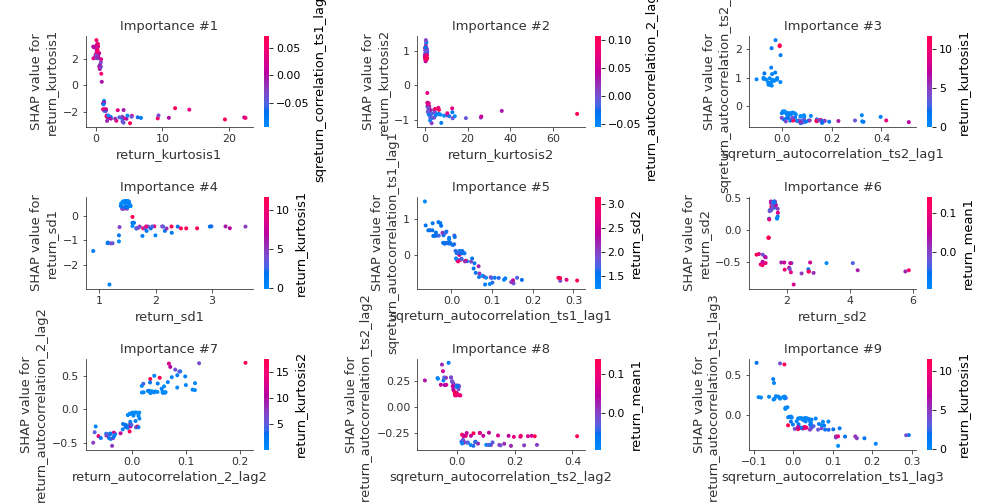 Importance #1
SHAP value for
return_kurtosis1
2
0
−2
0
10
20
return_kurtosis1
0.05
0.00
−0.05
sqreturn_correlation_ts1_lag
Importance #2
SHAP value for
return_kurtosis2
1
0
−1
0
20
40
60
return_kurtosis2
0.10
0.05
0.00
−0.05
return_autocorrelation_2_lag
Importance #3
SHAP value for
sqreturn_autocorrelation_ts2_
2
1
0
0.0
0.2
0.4
sqreturn_autocorrelation_ts2_lag1
10
5
0
return_kurtosis1
Importance #4
SHAP value for
return_sd1
0
−1
−2
1
2
3
return_sd1
10
5
0
return_kurtosis1
Importance #5
SHAP value for
sqreturn_autocorrelation_ts1_lag1
1
0
0.0
0.1
0.2
0.3
sqreturn_autocorrelation_ts1_lag1
3.0
2.5
2.0
1.5
return_sd2
Importance #6
SHAP value for
return_sd2
0.5
0.0
−0.5
2
4
6
return_sd2
0.1
0.0
return_mean1
Importance #7
SHAP value for
return_autocorrelation_2_lag2
0.5
0.0
−0.5
0.0
0.1
0.2
return_autocorrelation_2_lag2
15
10
5
return_kurtosis2
Importance #8
SHAP value for
sqreturn_autocorrelation_ts2_lag2
0.25
0.00
−0.25
0.0
0.2
0.4
sqreturn_autocorrelation_ts2_lag2
0.1
0.0
return_mean1
Importance #9
SHAP value for
sqreturn_autocorrelation_ts1_lag3
0.5
0.0
−0.1
0.0
0.1
0.2
0.3
sqreturn_autocorrelation_ts1_lag3
10
5
0
return_kurtosis1